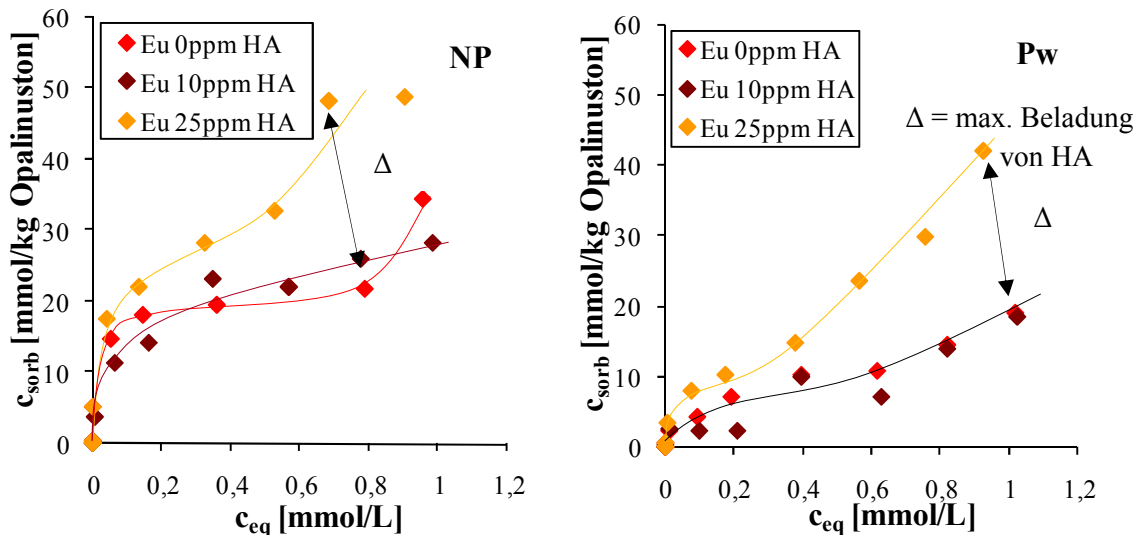 60
50
40
30
20
10
0
c_sorb [mmol/kg Opalinuston]
Eu 0ppm HA
Eu 10ppm HA
Eu 25ppm HA
NP
Δ
0 0,2 0,4 0,6 0,8 1 1,2
c_eq [mmol/L]
60
50
40
30
20
10
0
c_sorb [mmol/kg Opalinuston]
Eu 0ppm HA
Eu 10ppm HA
Eu 25ppm HA
Pw
Δ = max. Beladung
von HA
Δ
0 0,2 0,4 0,6 0,8 1 1,2
c_eq [mmol/L]